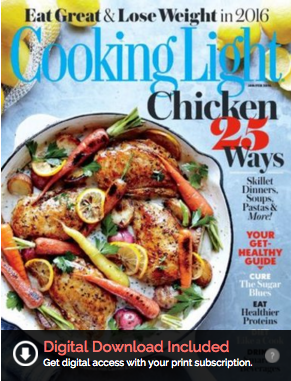 Eat Great & Lose Weight in 2016
Cooking Light
Chicken
25
Ways
Skillet
Dinners,
Soups,
Pastas &
More!
YOUR
GET-
HEALTHY
GUIDE
CURE
The Sugar
Blues
EAT
Healthier
Proteins
Digital Download Included
Get digital access with your print subscription.
?